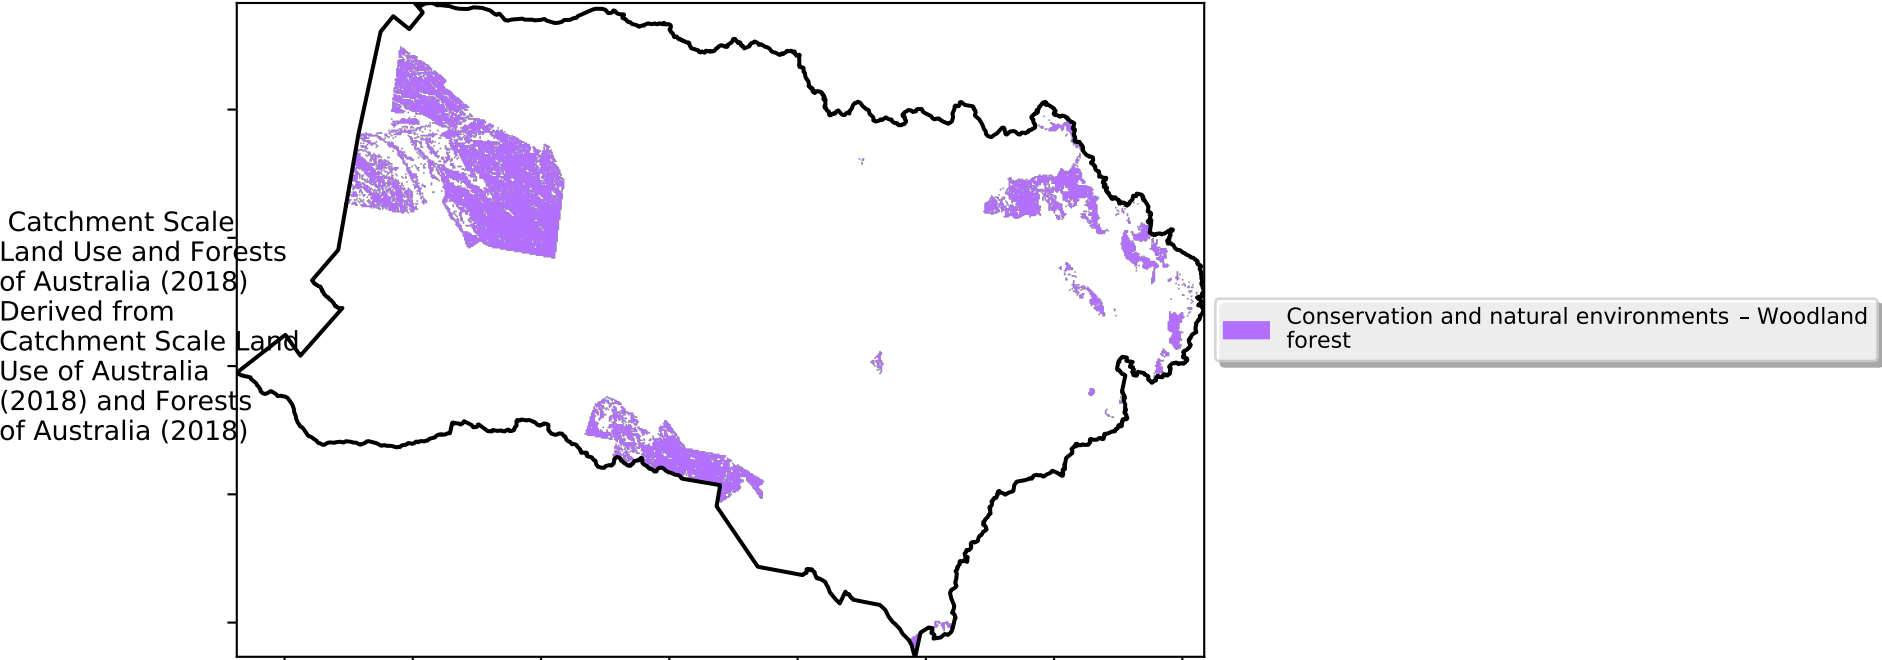 Catchment Scale
Land Use and Forests
of Australia (2018)
Derived from
Catchment Scale Land
Use of Australia
(2018) and Forests
of Australia (2018)
Conservation and natural environments – Woodland
forest